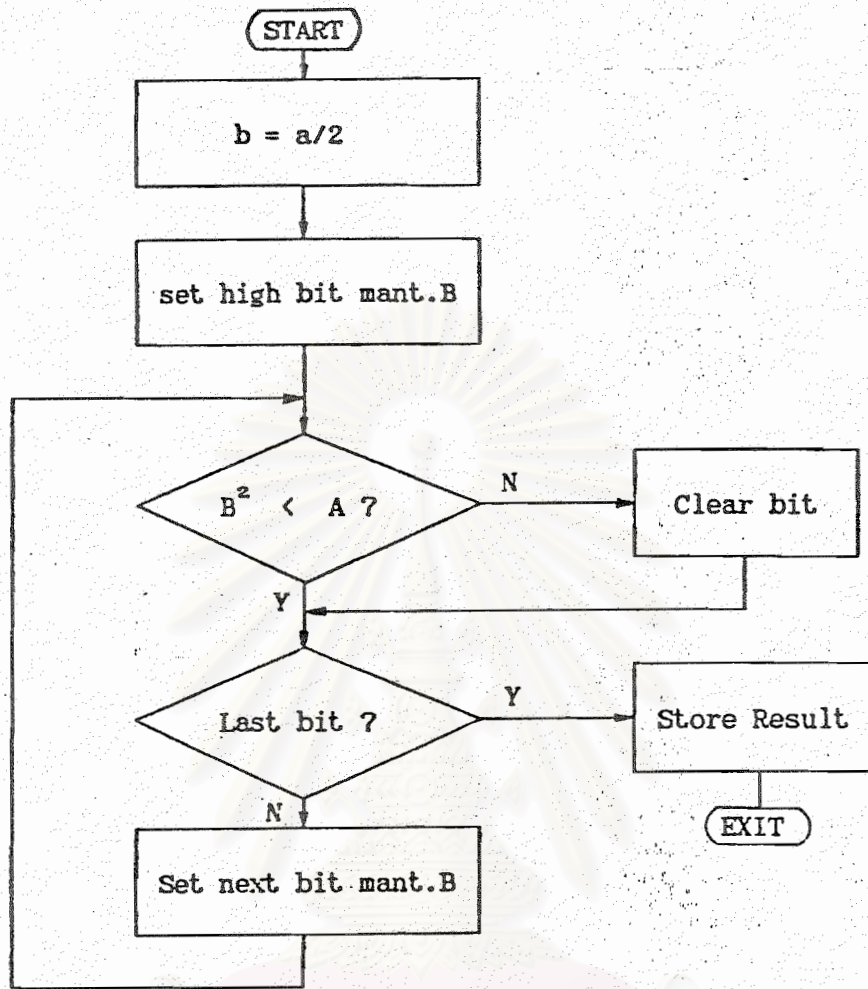 START
b = a/2
set high bit mant.B
B² < A ?
N
Clear bit
Y
Last bit ?
Y
Store Result
N
EXIT
Set next bit mant.B